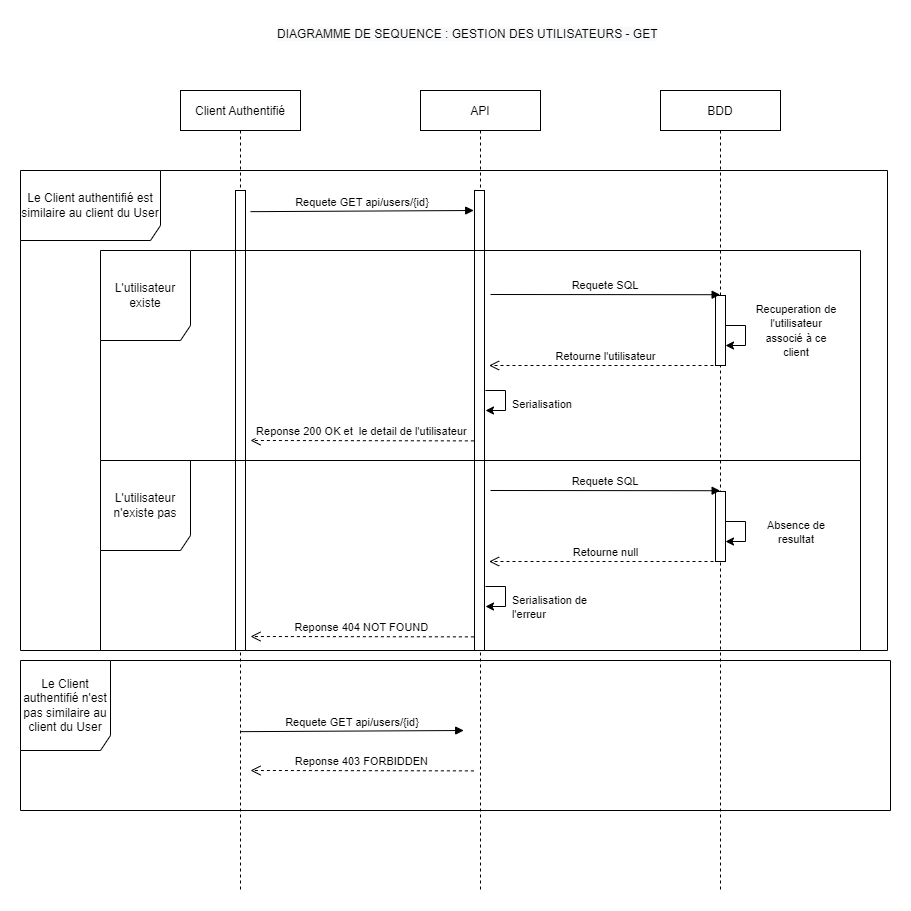 DIAGRAMME DE SEQUENCE : GESTION DES UTILISATEURS - GET
Client Authentifié
API
BDD
Le Client authentifié est
similaire au client du User
Requete GET api/users/{id}
L'utilisateur
existe
Requete SQL
Recuperation de
l'utilisateur
associé à ce
client
Retourne l'utilisateur
Serialisation
Reponse 200 OK et le detail de l'utilisateur
L'utilisateur
n'existe pas
Requete SQL
Absence de
resultat
Retourne null
Serialisation de
l'erreur
Reponse 404 NOT FOUND
Le Client
authentifié n'est
pas similaire au
client du User
Requete GET api/users/{id}
Reponse 403 FORBIDDEN